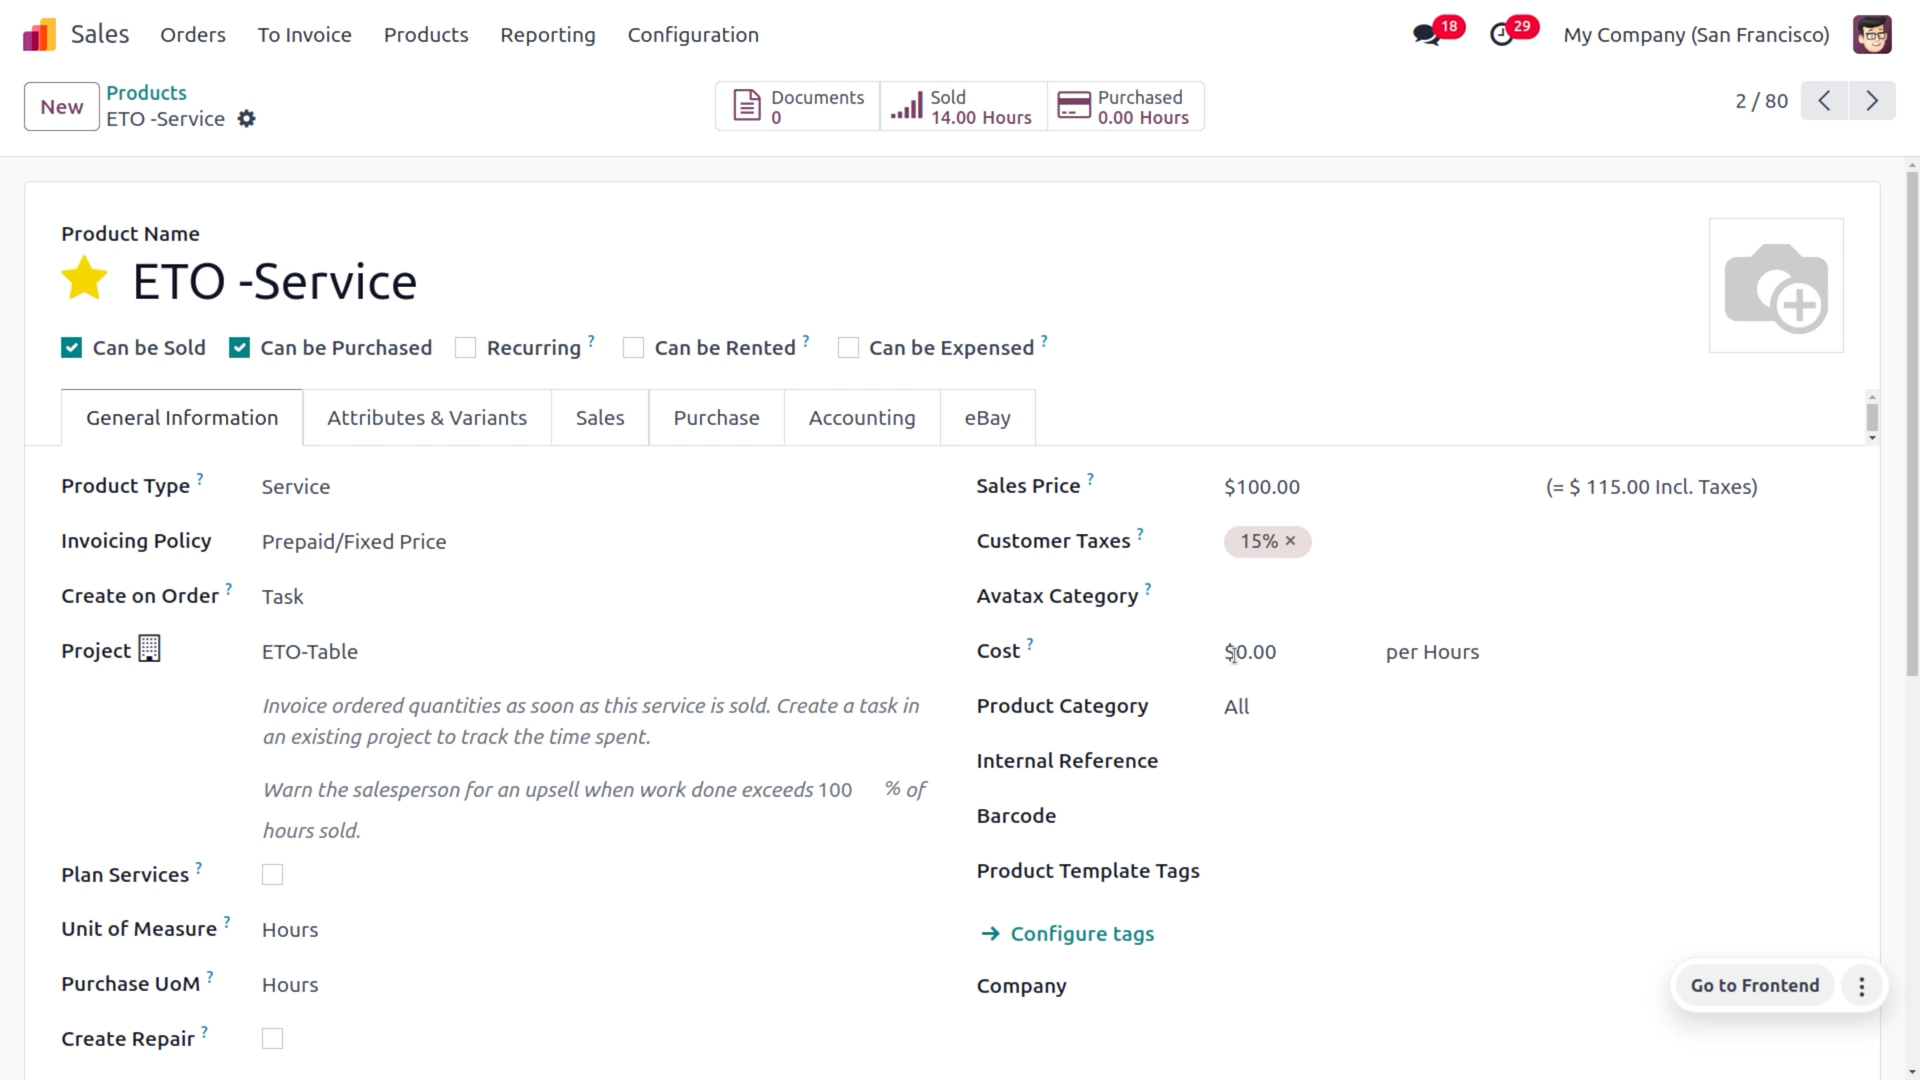 Sales Orders To Invoice Products Reporting Configuration 18 29 My Company (San Francisco)
New Products
ETO -Service
Documents
0
Sold
14.00 Hours
Purchased
0.00 Hours
2 / 80
Product Name
ETO -Service
Can be Sold Can be Purchased Recurring ? Can be Rented ? Can be Expensed ?
General Information Attributes & Variants Sales Purchase Accounting eBay
Product Type ? Service
Invoicing Policy Prepaid/Fixed Price
Create on Order ? Task
Project ETO-Table
Invoice ordered quantities as soon as this service is sold. Create a task in
an existing project to track the time spent.
Warn the salesperson for an upsell when work done exceeds 100 % of
hours sold.
Plan Services ?
Unit of Measure ? Hours
Purchase UoM ? Hours
Create Repair ?
Sales Price ? $100.00 (= $ 115.00 Incl. Taxes)
Customer Taxes ? 15% ×
Avatax Category ?
Cost ? $0.00 per Hours
Product Category All
Internal Reference
Barcode
Product Template Tags
→ Configure tags
Company
Go to Frontend